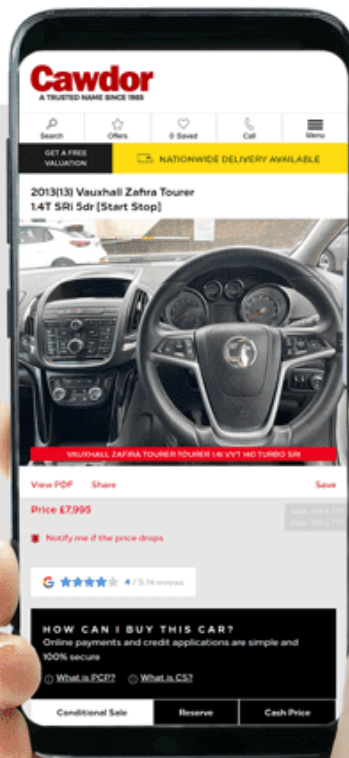 Cawdor
A TRUSTED NAME SINCE 1985
Search
Offers
0 Saved
Call
Menu
GET A FREE
VALUATION
NATIONWIDE DELIVERY AVAILABLE
2013(13) Vauxhall Zafira Tourer
1.4T SRi 5dr [Start Stop]
VAUXHALL ZAFIRA TOURER TOURER 1.4I VVT 140 TURBO SRI
View PDF
Share
Save
Price £7,995
Notify me if the price drops
4 / 5
reviews
HOW CAN I BUY THIS CAR?
Online payments and credit applications are simple and
100% secure
What is PCP?
What is CS?
Conditional Sale
Reserve
Cash Price